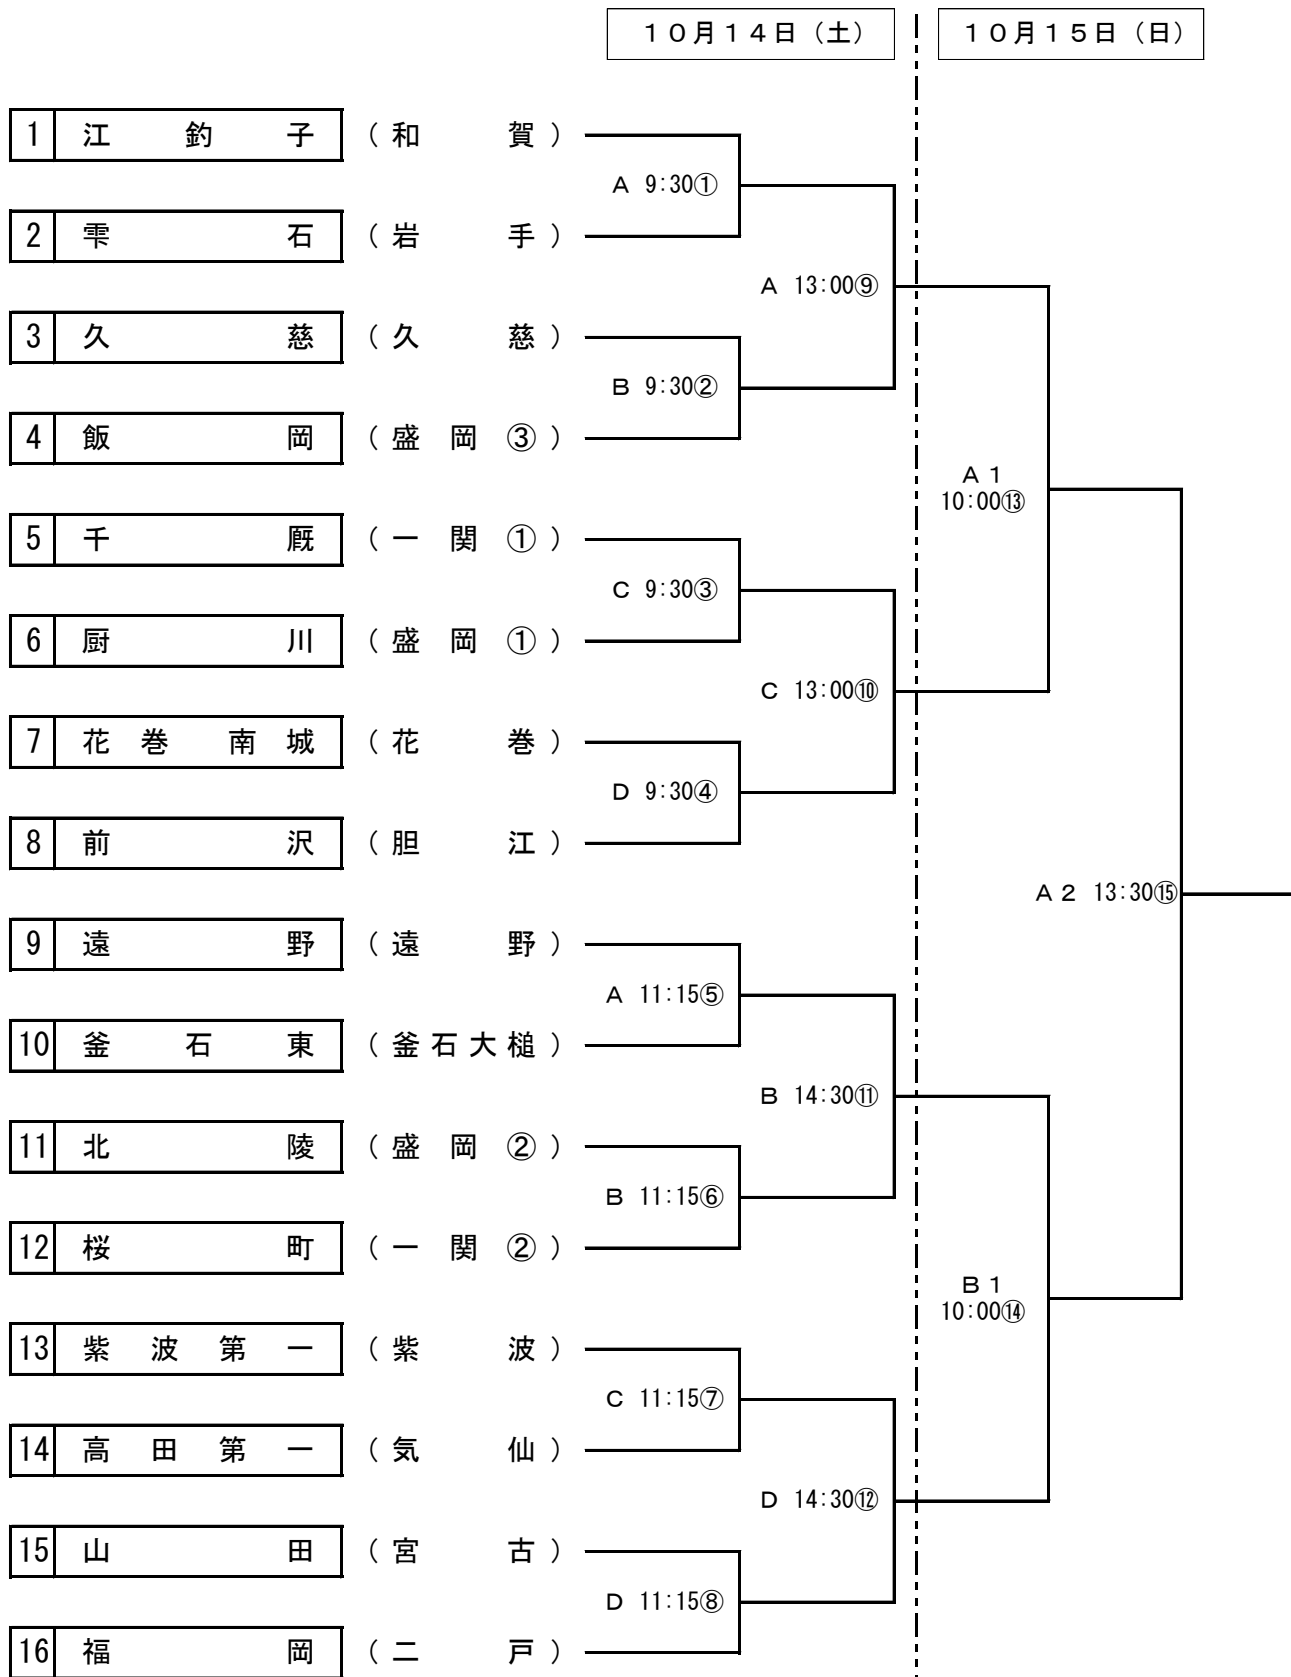 10月14日（土） 10月15日（日）
1 江釣子 （和賀）
A 9:30①
2 雫石 （岩手）
A 13:00⑨
3 久慈 （久慈）
B 9:30②
4 飯岡 （盛岡③）
A1
10:00⑬
5 千厩 （一関①）
C 9:30③
6 厨川 （盛岡①）
C 13:00⑩
7 花巻南城 （花巻）
D 9:30④
8 前沢 （胆江）
A2 13:30⑮
9 遠野 （遠野）
A 11:15⑤
10 釜石東 （釜石大槌）
B 14:30⑪
11 北陵 （盛岡②）
B 11:15⑥
12 桜町 （一関②）
B1
10:00⑭
13 紫波第一 （紫波）
C 11:15⑦
14 高田第一 （気仙）
D 14:30⑫
15 山田 （宮古）
D 11:15⑧
16 福岡 （二戸）